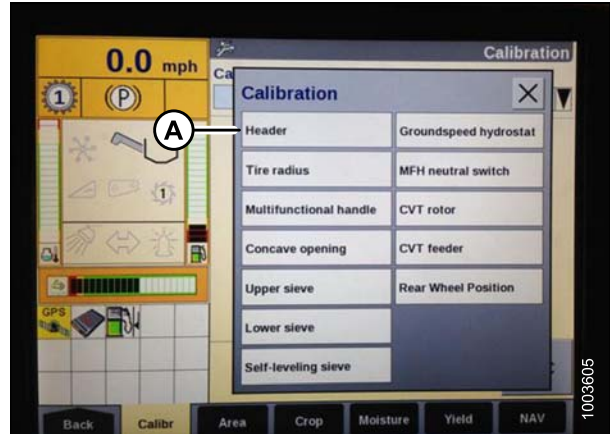 0.0 mph
Calibration
Ca
1
(P)
A
Calibration
Header
Groundspeed hydrostat
Tire radius
MFH neutral switch
Multifunctional handle
CVT rotor
Concave opening
CVT feeder
Upper sieve
Rear Wheel Position
Lower sieve
Self-leveling sieve
1
GPS
Back
Calibr
Area
Crop
Moisture
Yield
NAV
1003605